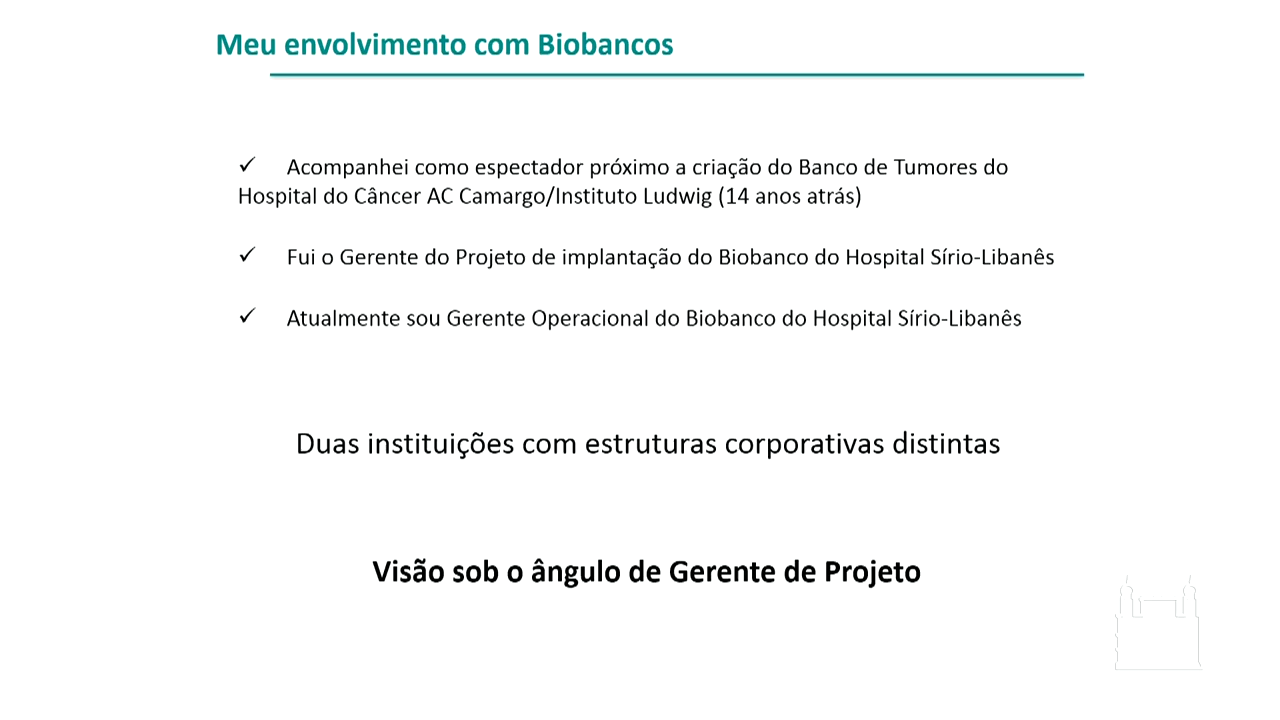 Meu envolvimento com Biobancos
✓ Acompanhei como espectador próximo a criação do Banco de Tumores do
Hospital do Câncer AC Camargo/Instituto Ludwig (14 anos atrás)
✓ Fui o Gerente do Projeto de implantação do Biobanco do Hospital Sírio-Libanês
✓ Atualmente sou Gerente Operacional do Biobanco do Hospital Sírio-Libanês
Duas instituições com estruturas corporativas distintas
Visão sob o ângulo de Gerente de Projeto